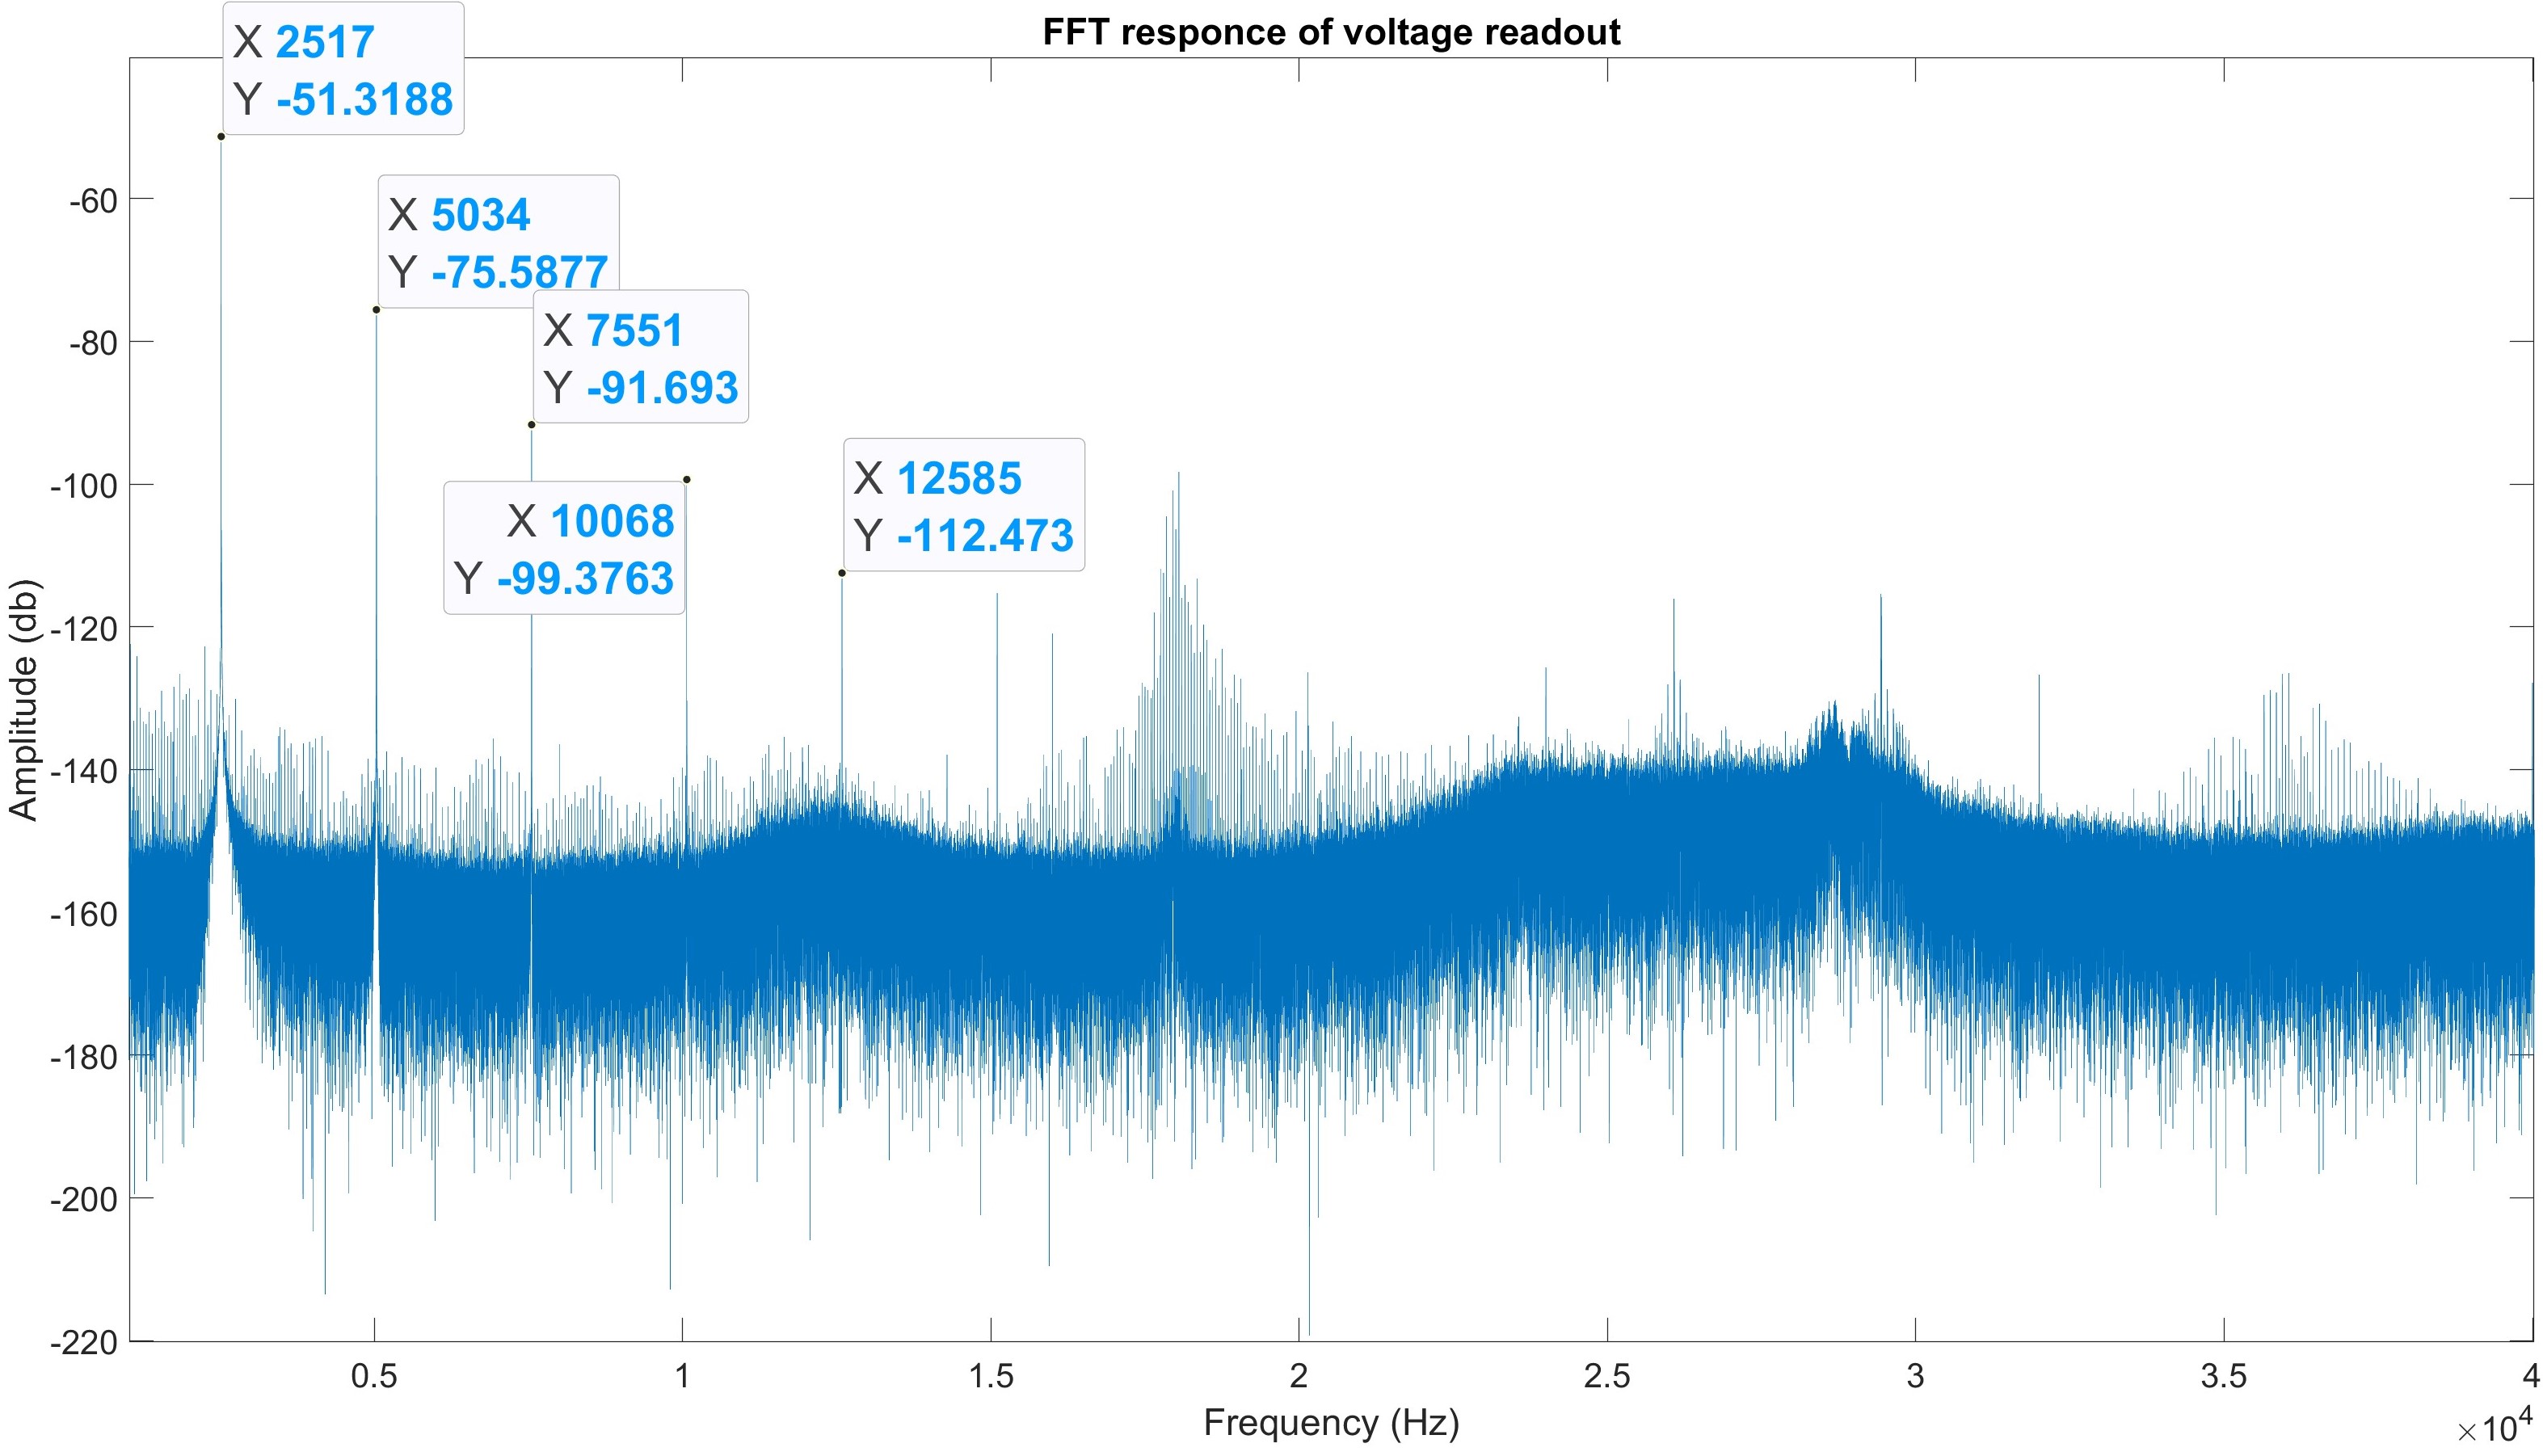 FFT responce of voltage readout
X 2517
Y -51.3188
X 5034
Y -75.5877
X 7551
Y -91.693
X 10068
Y -99.3763
X 12585
Y -112.473
Amplitude (db)
-60
-80
-100
-120
-140
-160
-180
-200
-220
0.5 1 1.5 2 2.5 3 3.5 4
Frequency (Hz)
×10⁴